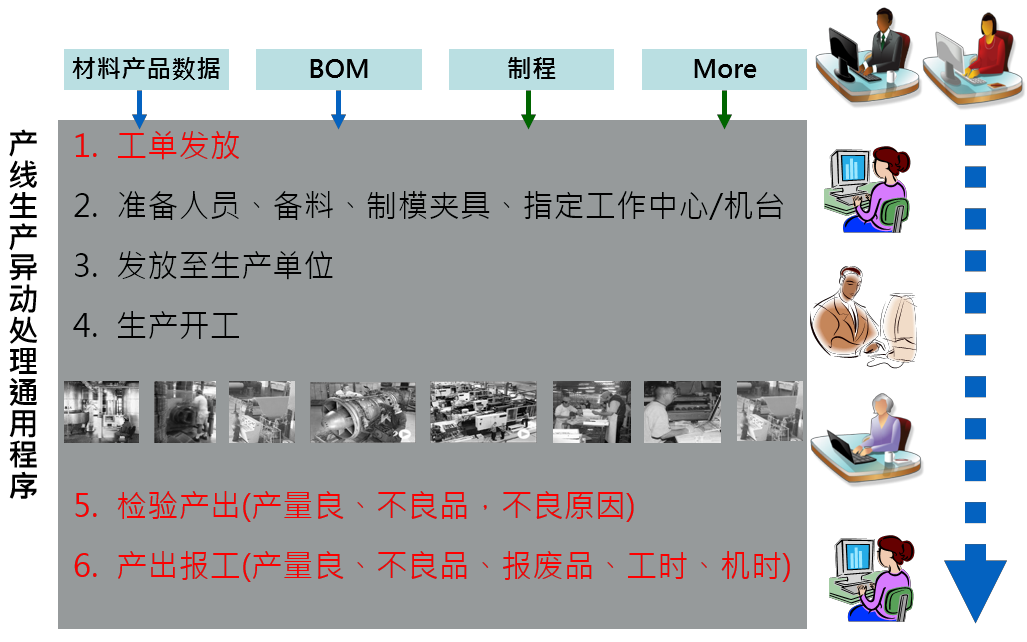 材料产品数据
BOM
制程
More
产线生产异动处理通用程序
1. 工单发放
2. 准备人员、备料、制模夹具、指定工作中心/机台
3. 发放至生产单位
4. 生产开工
5. 检验产出(产量良、不良品，不良原因)
6. 产出报工(产量良、不良品、报废品、工时、机时)